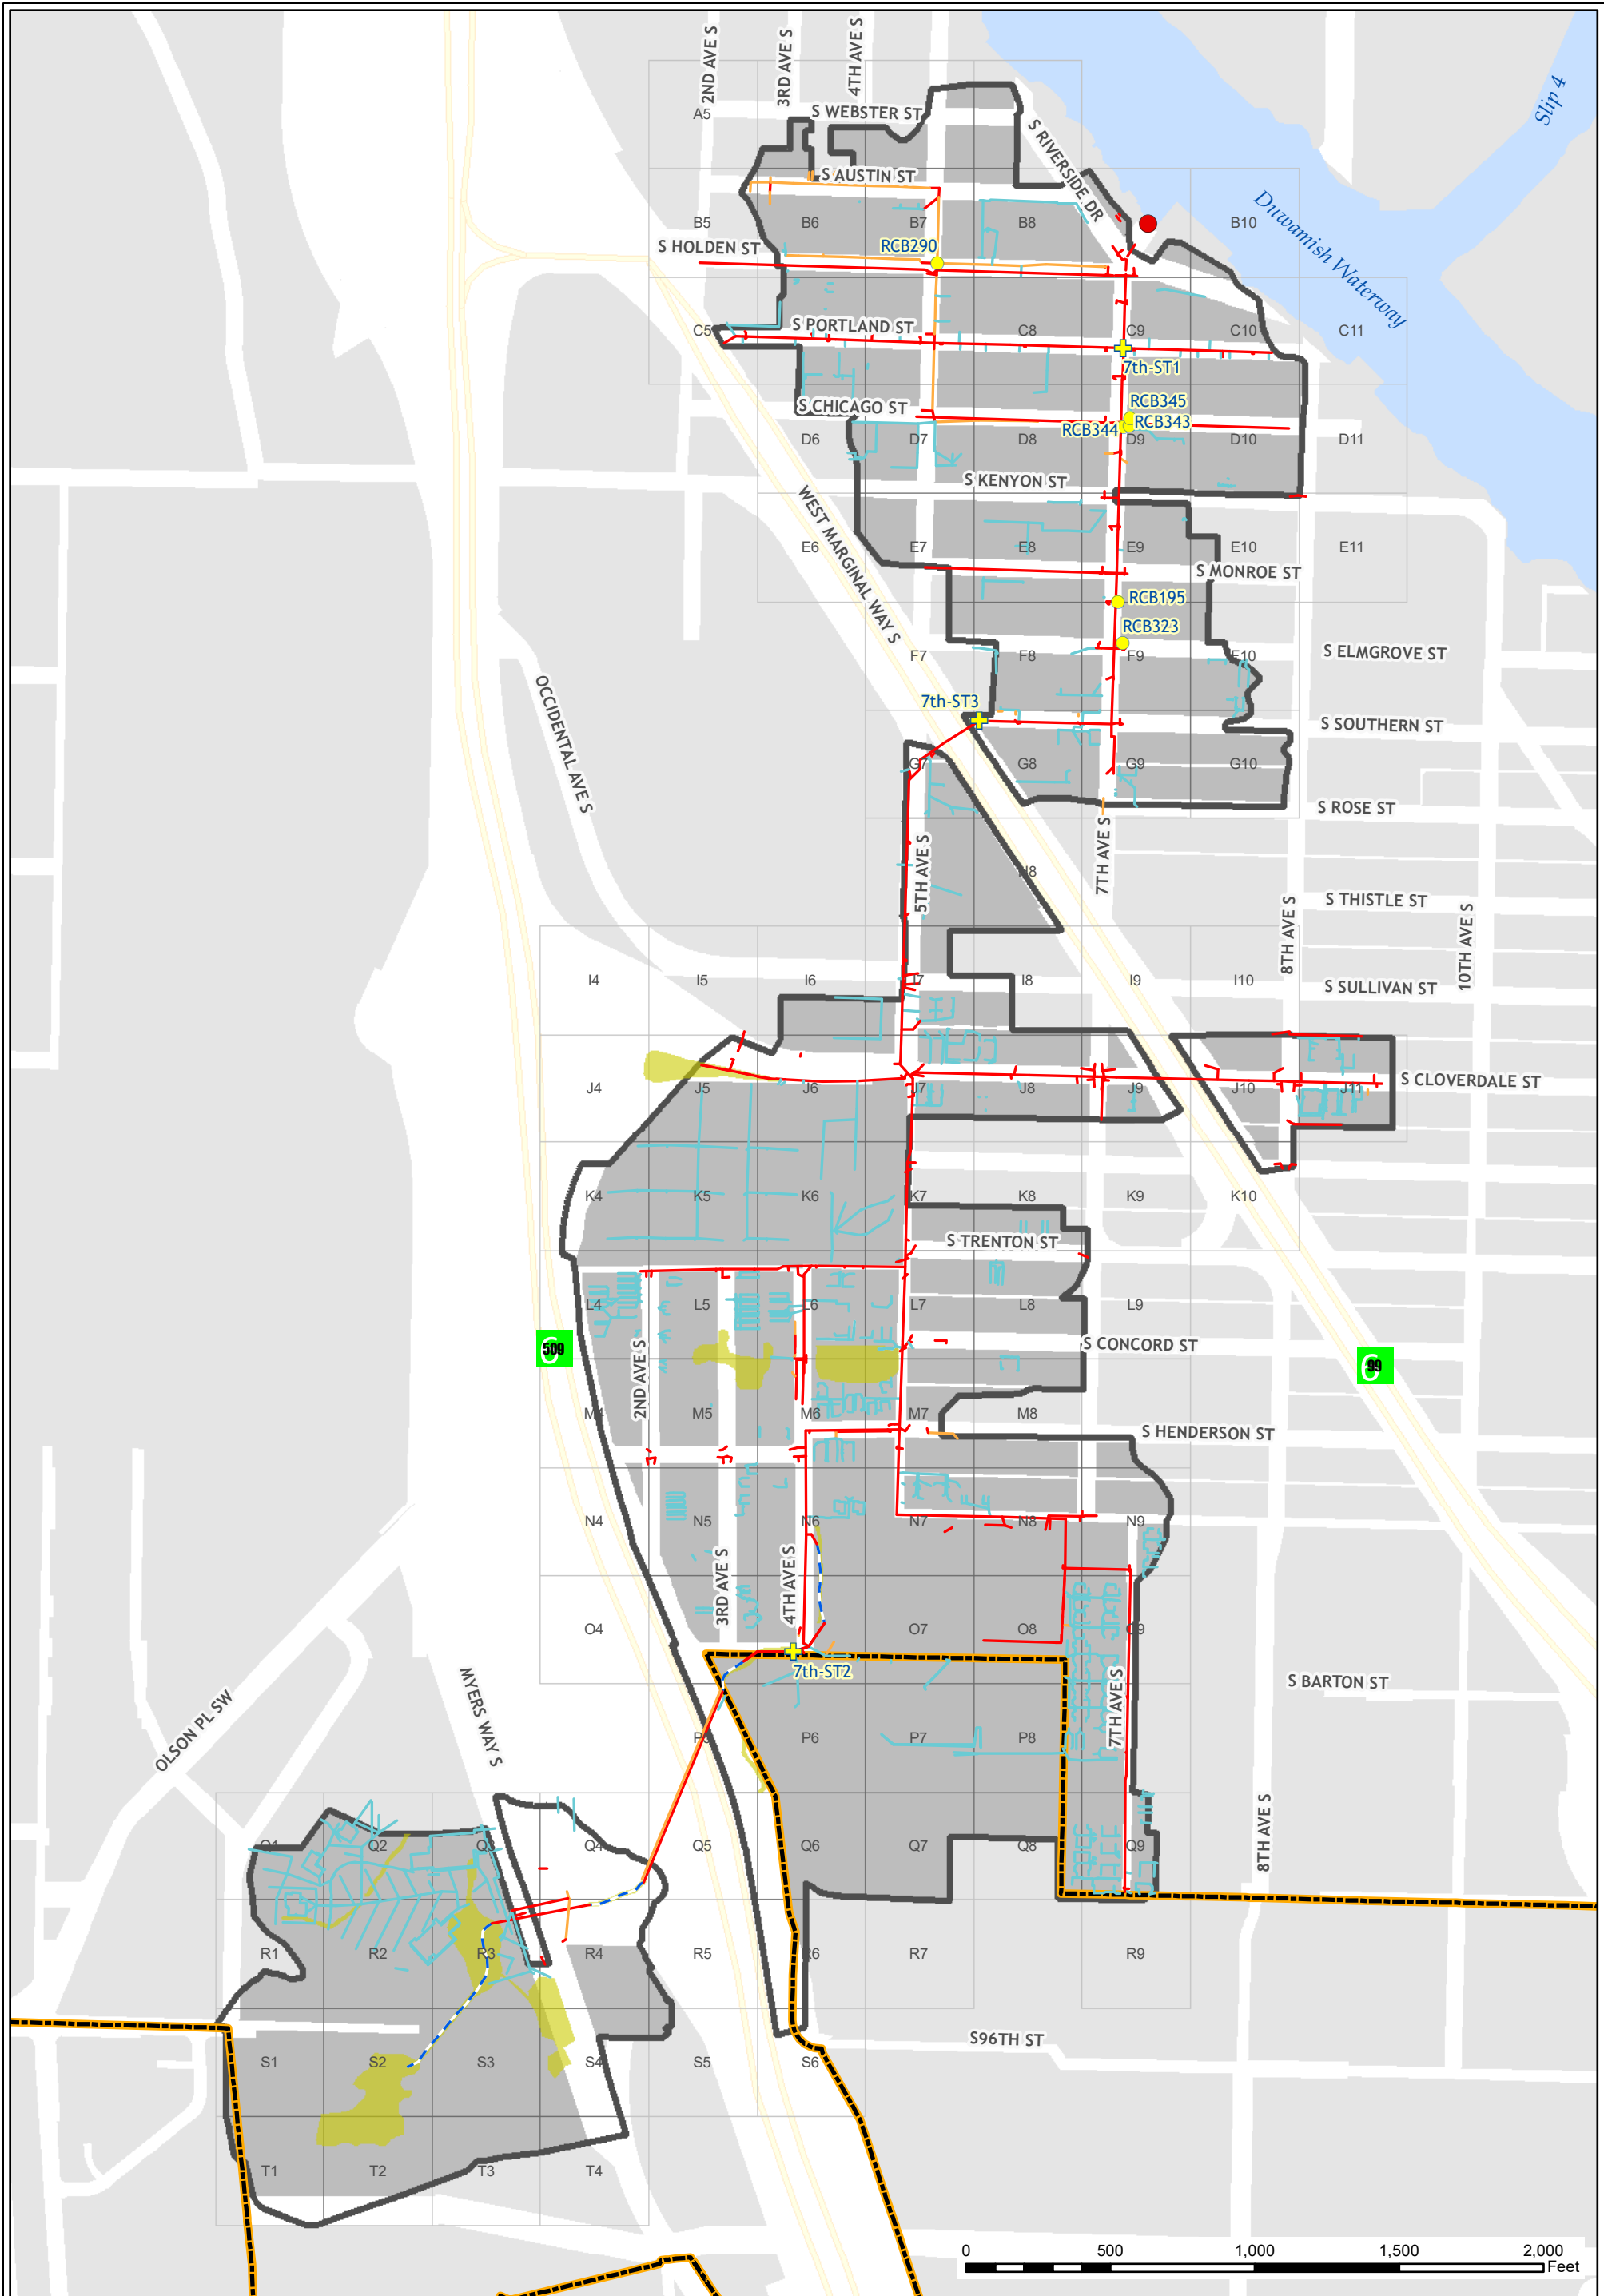 2ND AVE S
3RD AVE S
4TH AVE S
A5
S WEBSTER ST
S RIVERSIDE DR
Slip 4
S AUSTIN ST
B5
B6
B7
B8
B10
Duwamish Waterway
S HOLDEN ST
RCB290
C5
S PORTLAND ST
C8
C9
C10
C11
7th-ST1
RCB345
S CHICAGO ST
RCB344
RCB343
D6
D7
D8
D9
D10
D11
S KENYON ST
WEST MARGINAL WAY S
E6
E7
E8
E9
E10
E11
S MONROE ST
RCB195
RCB323
F7
F8
F9
F10
S ELMGROVE ST
OCCIDENTAL AVE S
7th-ST3
S SOUTHERN ST
G7
G8
G9
G10
S ROSE ST
5TH AVE S
7TH AVE S
H8
S THISTLE ST
8TH AVE S
10TH AVE S
I4
I5
I6
I7
I8
I9
I10
S SULLIVAN ST
J4
J5
J6
J7
J8
J9
J10
J11
S CLOVERDALE ST
K4
K5
K6
K7
K8
K9
K10
S TRENTON ST
L4
L5
L6
L7
L8
L9
6
509
2ND AVE S
S CONCORD ST
6
99
M4
M5
M6
M7
M8
S HENDERSON ST
N4
N5
N6
N7
N8
N9
3RD AVE S
4TH AVE S
O4
O7
O8
O9
7th-ST2
MYERS WAY S
OLSON PL SW
7TH AVE S
S BARTON ST
P5
P6
P7
P8
8TH AVE S
Q1
Q2
Q3
Q4
Q5
Q6
Q7
Q8
Q9
R1
R2
R3
R4
R5
R6
R7
R9
S96TH ST
S1
S2
S3
S4
S5
S6
T1
T2
T3
T4
0 500 1,000 1,500 2,000
Feet